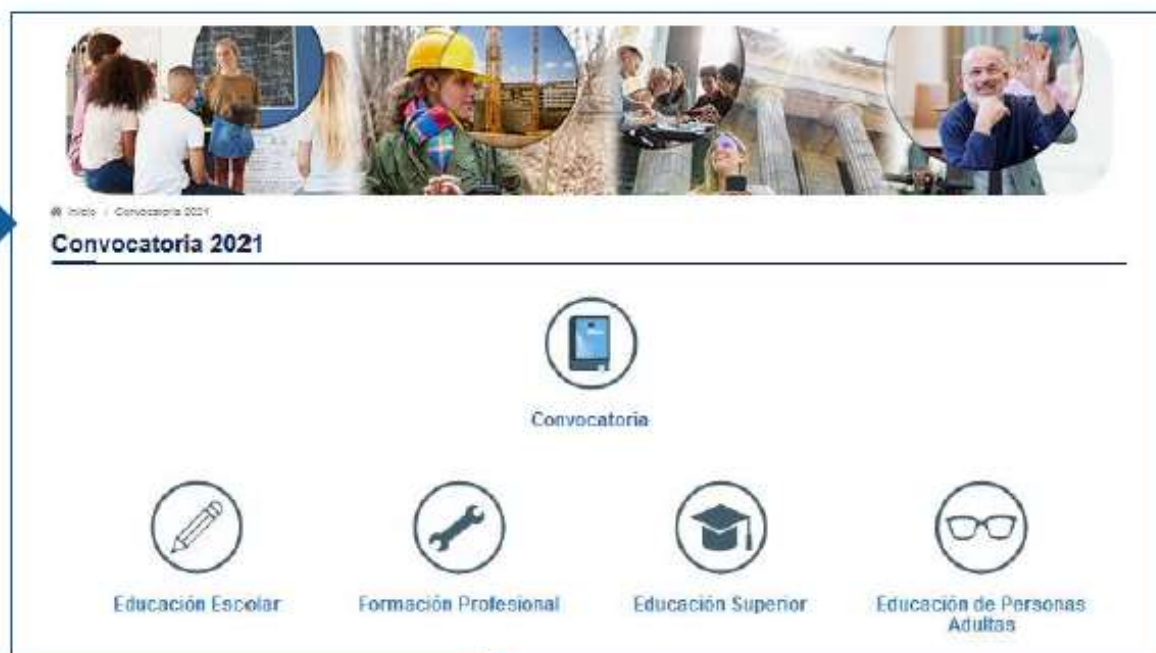 Inicio / Convocatoria 2021
Convocatoria 2021
Convocatoria
Educación Escolar
Formación Profesional
Educación Superior
Educación de Personas
Adultas